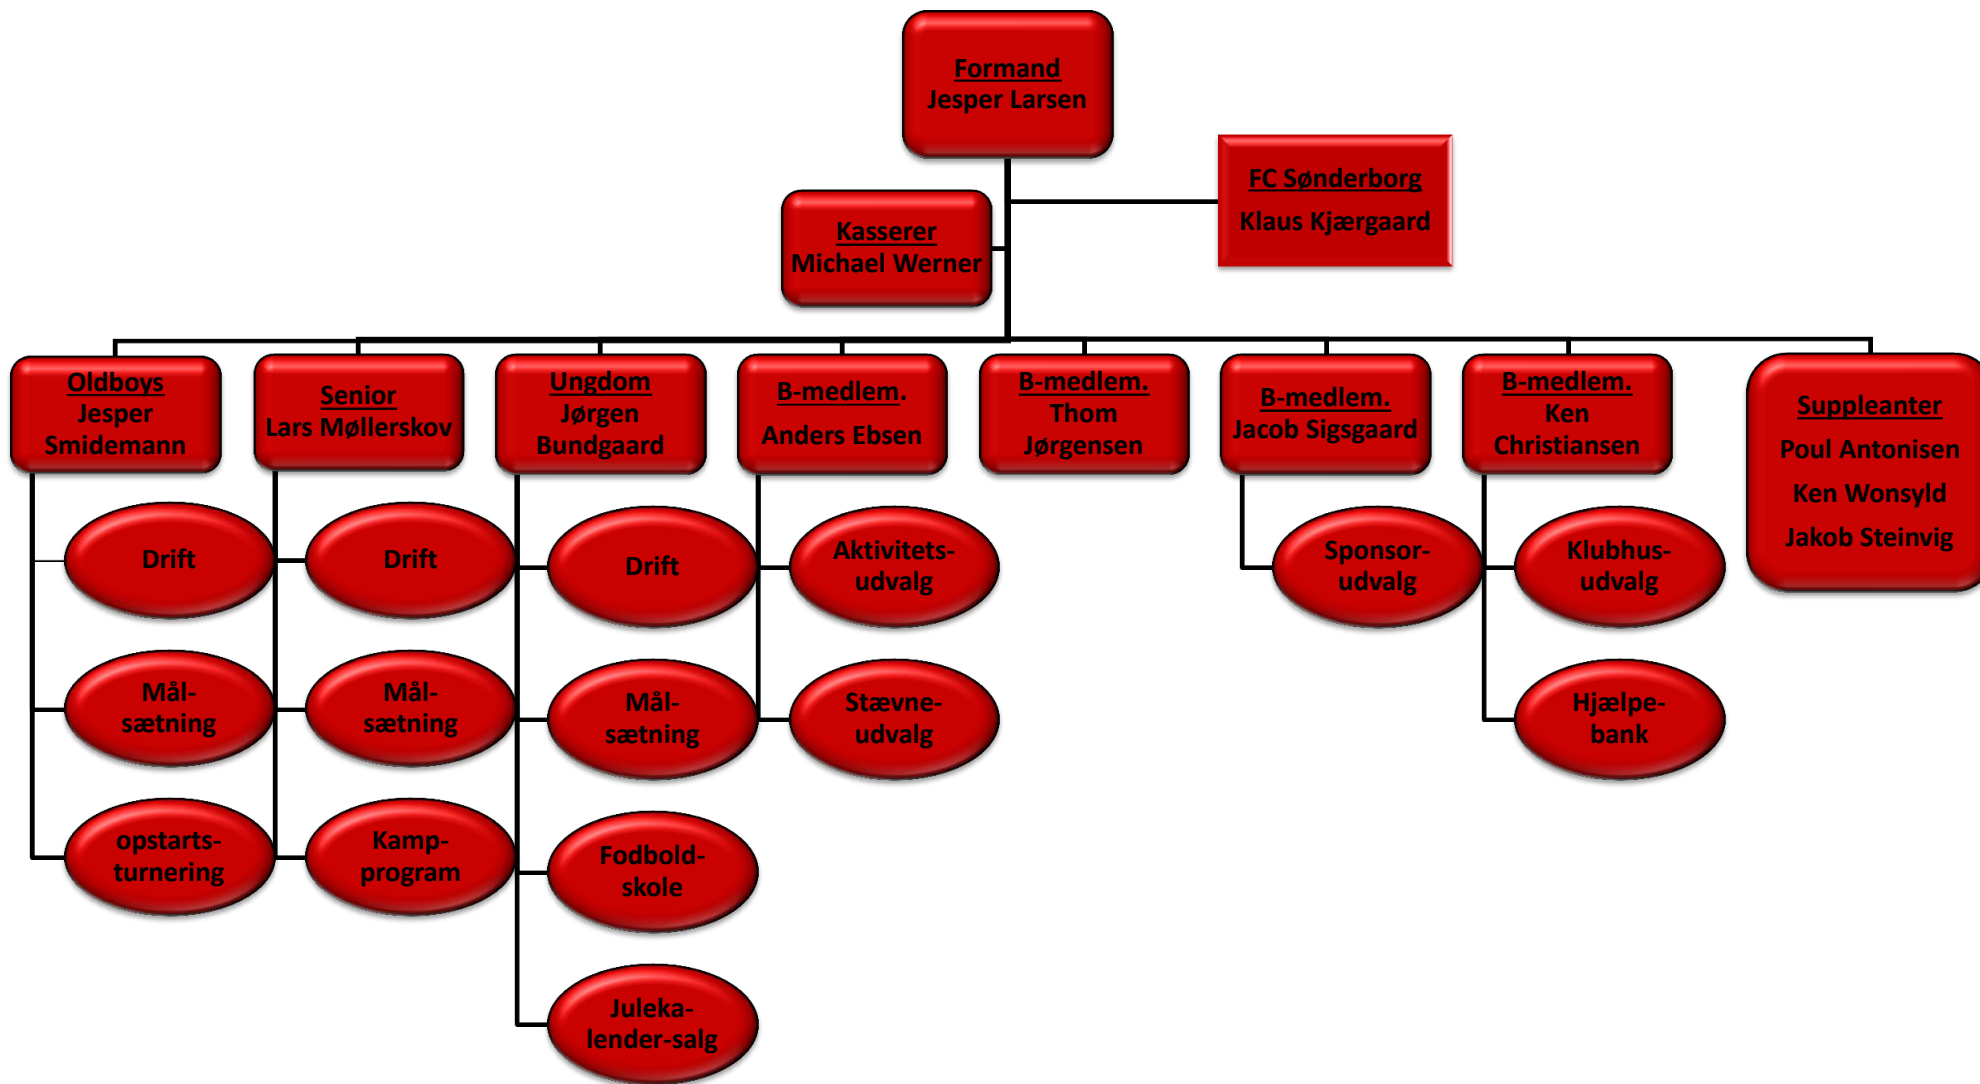 Formand
Jesper Larsen
FC Sønderborg
Klaus Kjærgaard
Kasserer
Michael Werner
Oldboys
Jesper
Smidemann
Senior
Lars Møllerskov
Ungdom
Jørgen
Bundgaard
B-medlem.
Anders Ebsen
B-medlem.
Thom
Jørgensen
B-medlem.
Jacob Sigsgaard
B-medlem.
Ken
Christiansen
Suppleanter
Poul Antonisen
Ken Wonsyld
Jakob Steinvig
Drift
Mål-
sætning
opstarts-
turnering
Drift
Mål-
sætning
Kamp-
program
Drift
Mål-
sætning
Fodbold-
skole
Juleka-
lender-salg
Aktivitets-
udvalg
Stævne-
udvalg
Sponsor-
udvalg
Klubhus-
udvalg
Hjælpe-
bank